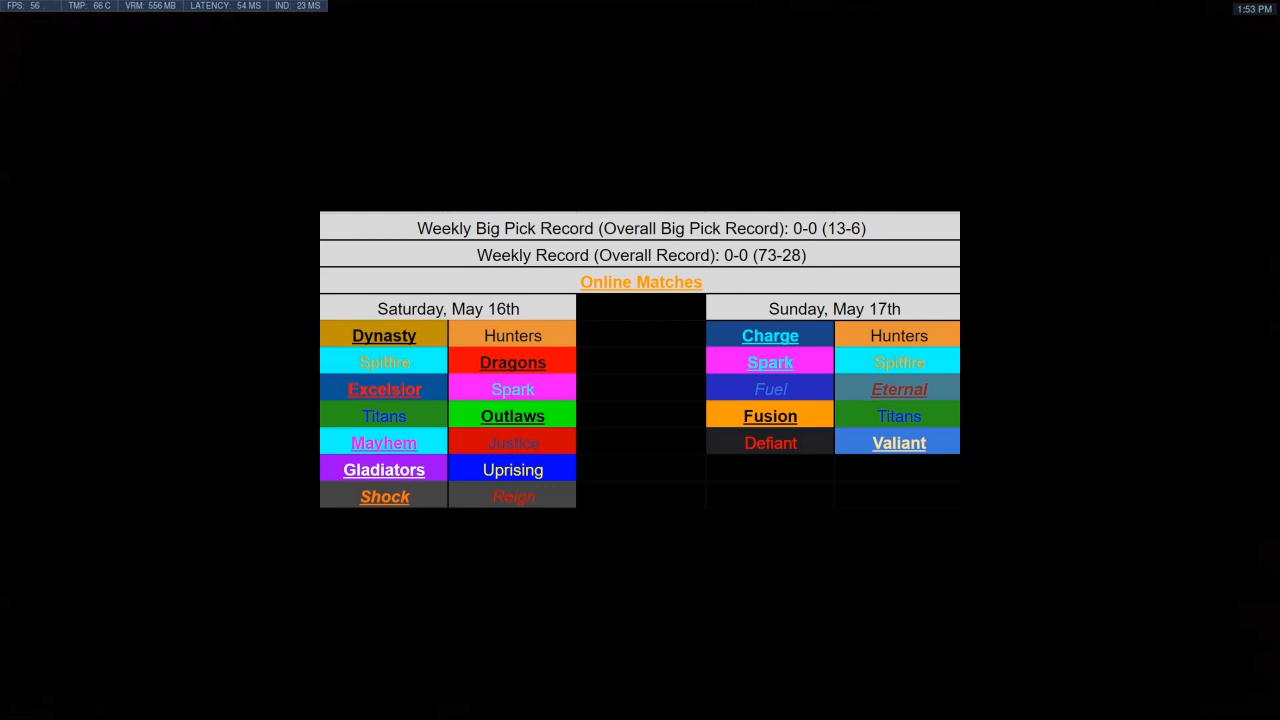 FPS: 56 . TMP: 66 C VRM: 556 MB LATENCY: 54 MS IND: 23 MS
1:53 PM
Weekly Big Pick Record (Overall Big Pick Record): 0-0 (13-6)
Weekly Record (Overall Record): 0-0 (73-28)
Online Matches
Saturday, May 16th Sunday, May 17th
Dynasty Hunters Charge Hunters
Spitfire Dragons Spark Spitfire
Excelsior Spark Fuel Eternal
Titans Outlaws Fusion Titans
Mayhem Justice Defiant Valiant
Gladiators Uprising
Shock Reign